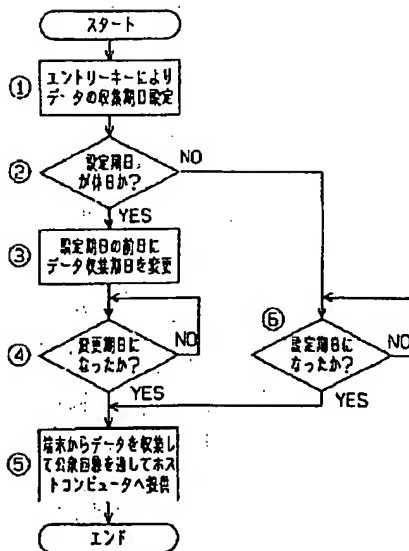 スタート
①
エントリーキーにより
データの収集期日設定
②
設定期日
が休日か?
NO
YES
③
設定期日の前日に
データ収集期日を変更
④
変更期日に
なったか?
NO
YES
⑥
設定期日に
なったか?
NO
YES
⑤
端末からデータを収集し
て公衆回線を通してホス
トコンピュータへ提供
エンド